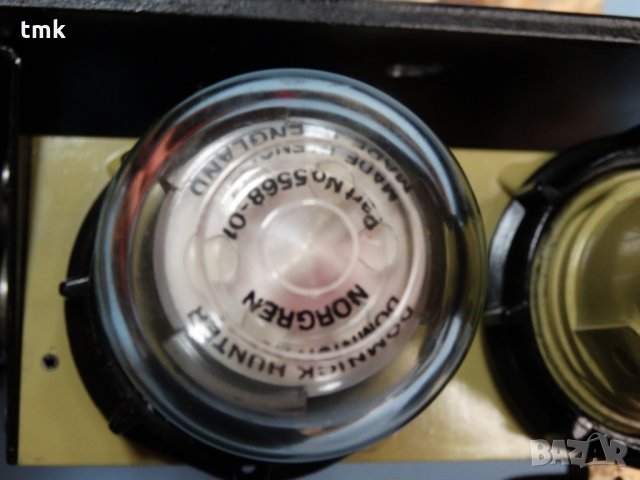 tmk
MADE IN ENGLAND
Part No.5568-01
NORGREN
DOMNICK HUNTER
BAZAR